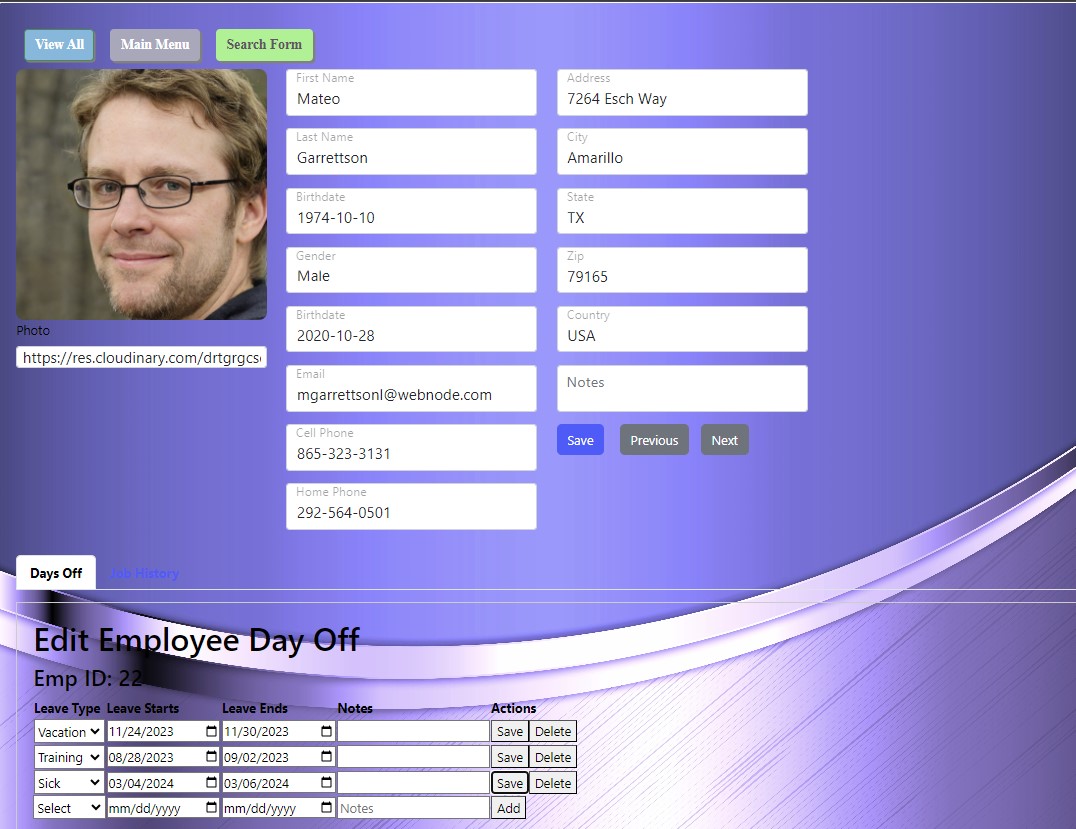 View All Main Menu Search Form
First Name
Mateo
Address
7264 Esch Way
Last Name
Garrettson
City
Amarillo
Birthdate
1974-10-10
State
TX
Gender
Male
Zip
79165
Photo
https://res.cloudinary.com/drtgrgcs
Birthdate
2020-10-28
Country
USA
Email
mgarrettsonl@webnode.com
Notes
Cell Phone
865-323-3131
Save Previous Next
Home Phone
292-564-0501
Days Off Job History
Edit Employee Day Off
Emp ID: 22
Leave Type Leave Starts Leave Ends Notes Actions
Vacation 11/24/2023 11/30/2023 Save Delete
Training 08/28/2023 09/02/2023 Save Delete
Sick 03/04/2024 03/06/2024 Save Delete
Select mm/dd/yyyy mm/dd/yyyy Notes Add